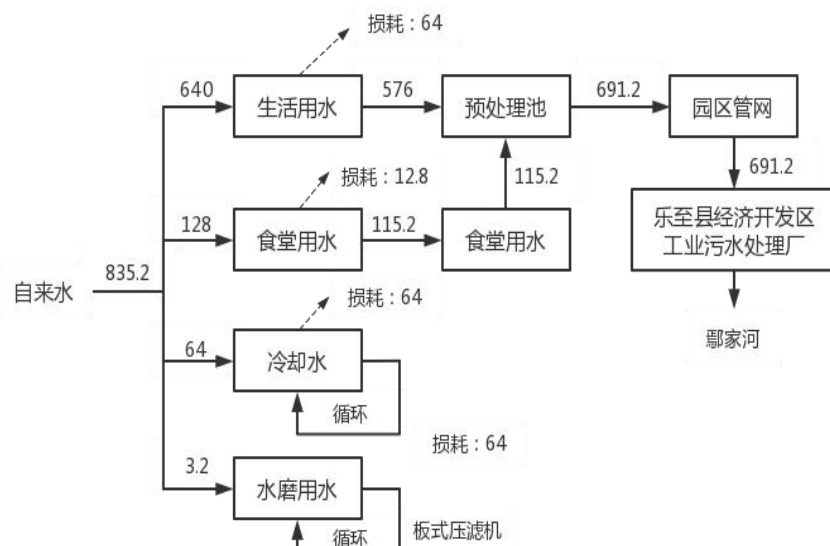 损耗：64
640
生活用水
576
预处理池
691.2
园区管网
691.2
损耗：12.8
115.2
128
食堂用水
115.2
食堂用水
乐至县经济开发区
工业污水处理厂
自来水
835.2
损耗：64
鄢家河
64
冷却水
循环
损耗：64
3.2
水磨用水
循环
板式压滤机